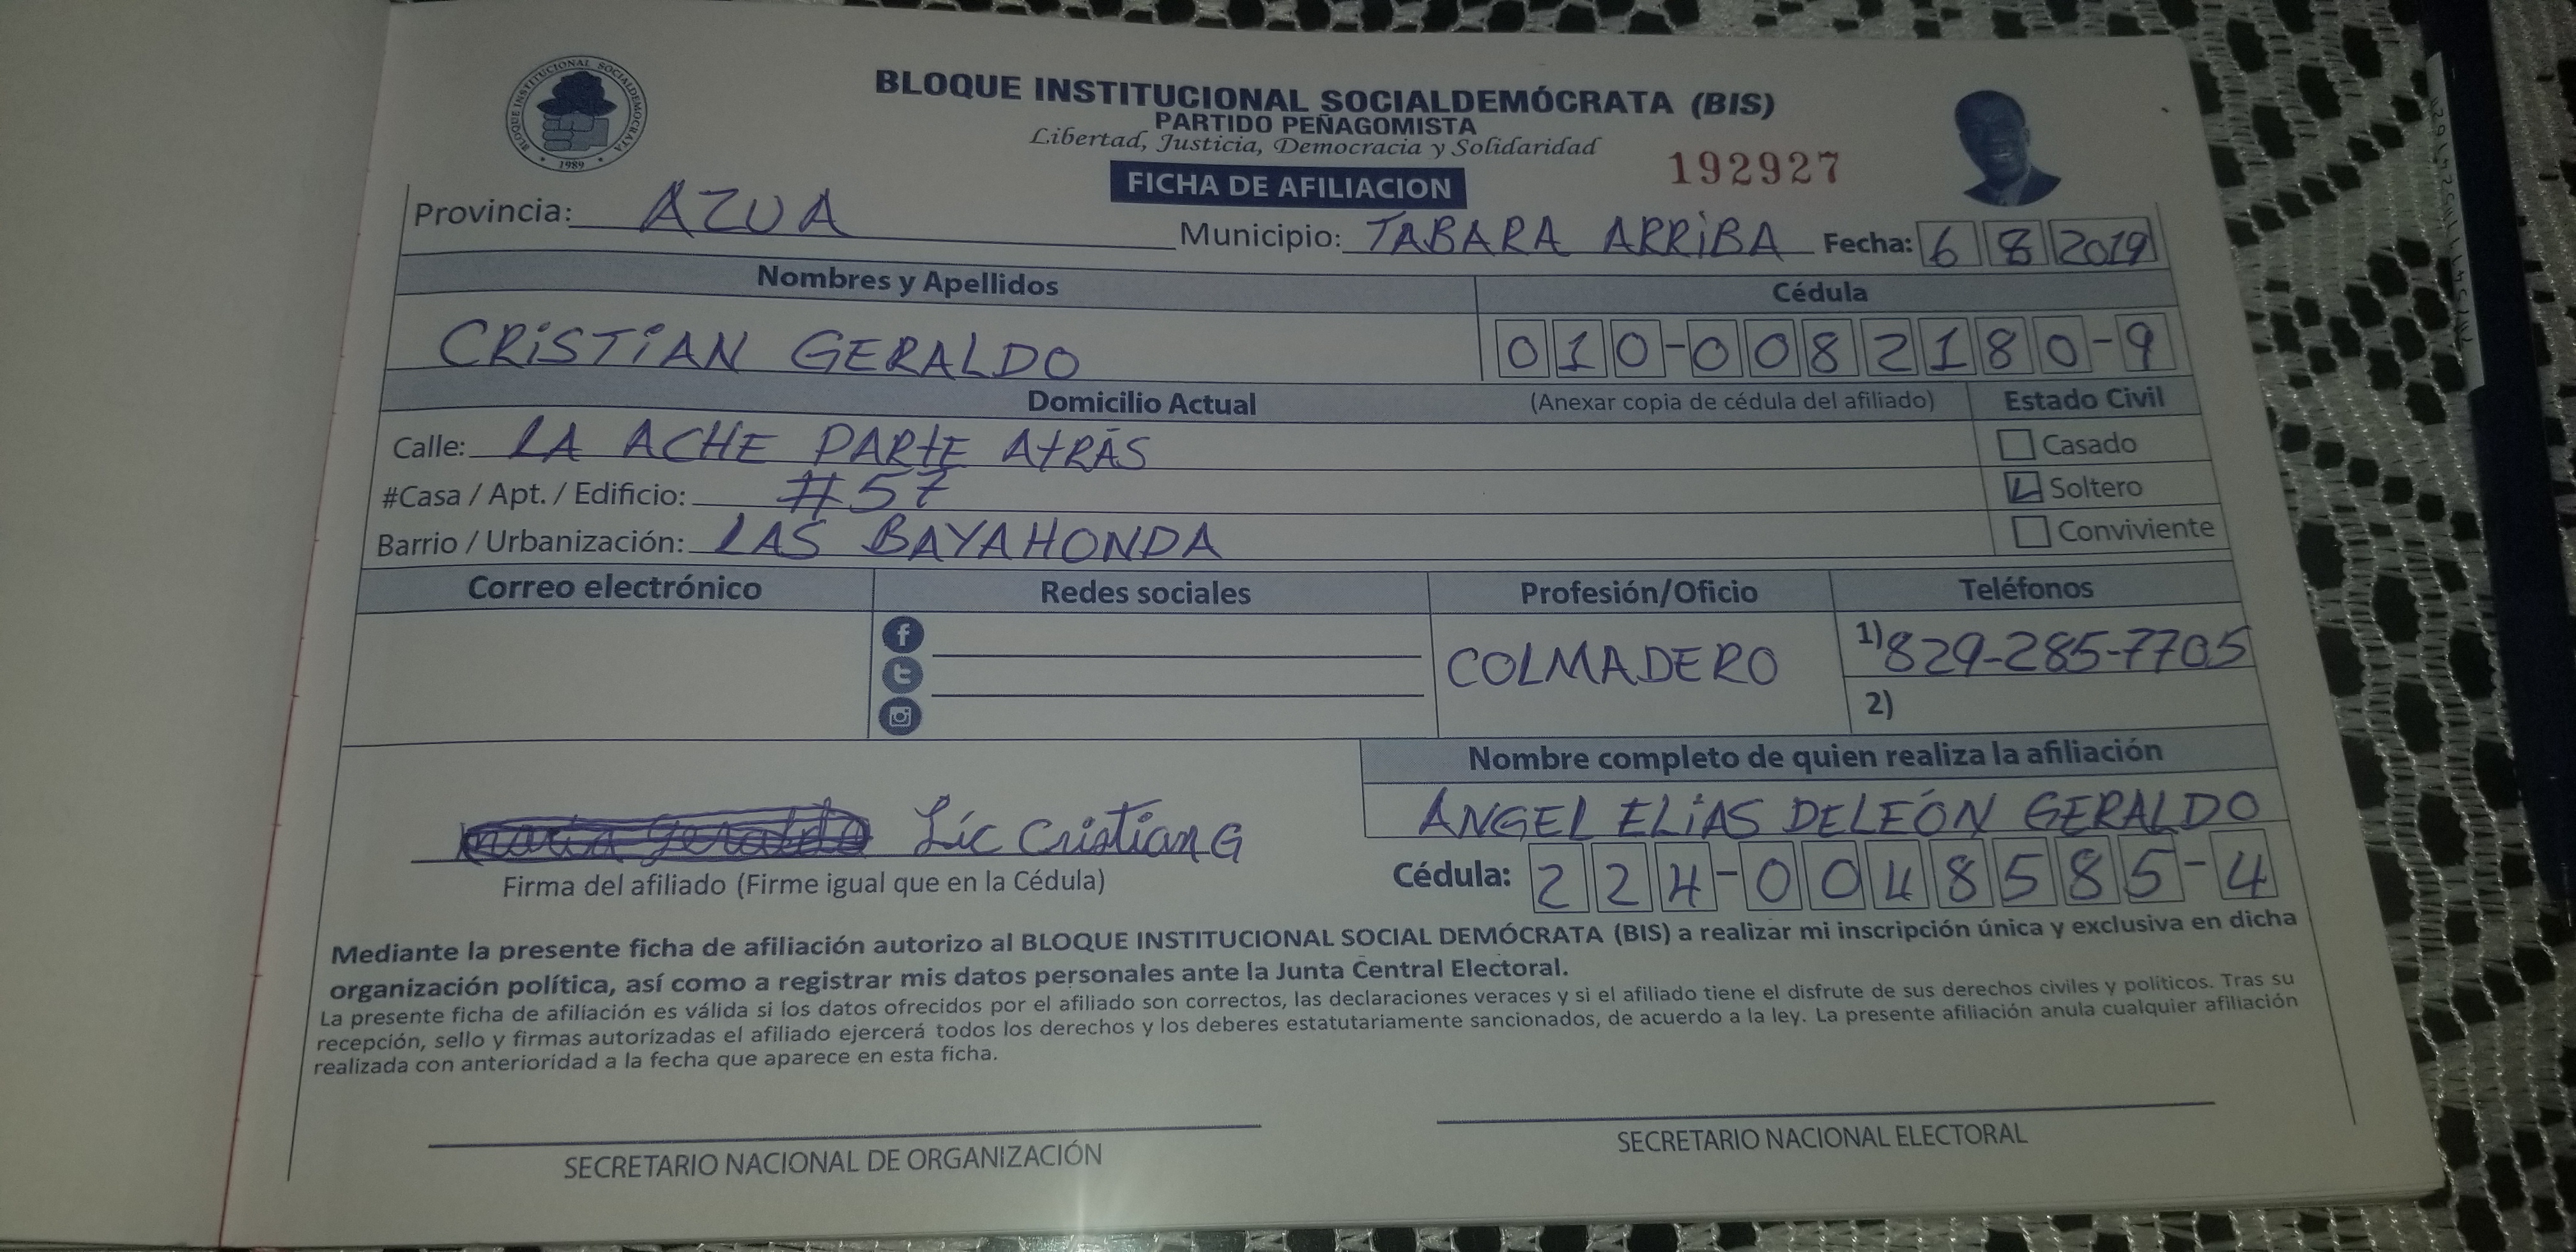 BLOQUE INSTITUCIONAL SOCIALDEMOCRATA
1989
BLOQUE INSTITUCIONAL SOCIALDEMÓCRATA (BIS)
PARTIDO PEÑAGOMISTA
Libertad, Justicia, Democracia y Solidaridad
FICHA DE AFILIACION
192927
Provincia: AZUA Municipio: TABARA ARRIBA Fecha: 6 8 2019
Nombres y Apellidos Cédula
CRISTIAN GERALDO 010-0082180-9
Domicilio Actual (Anexar copia de cédula del afiliado) Estado Civil
Calle: LA ACHE PARTE ATRÁS Casado
#Casa / Apt. / Edificio: #57 Soltero
Barrio / Urbanización: LAS BAYAHONDA Conviviente
Correo electrónico Redes sociales Profesión/Oficio Teléfonos
COLMADERO 1) 829-285-7705
2)
Nombre completo de quien realiza la afiliación
ANGEL ELIAS DELEÓN GERALDO
Lic Cristian G
Firma del afiliado (Firme igual que en la Cédula) Cédula: 224-0048585-4
Mediante la presente ficha de afiliación autorizo al BLOQUE INSTITUCIONAL SOCIAL DEMÓCRATA (BIS) a realizar mi inscripción única y exclusiva en dicha
organización política, así como a registrar mis datos personales ante la Junta Central Electoral.
La presente ficha de afiliación es válida si los datos ofrecidos por el afiliado son correctos, las declaraciones veraces y si el afiliado tiene el disfrute de sus derechos civiles y políticos. Tras su
recepción, sello y firmas autorizadas el afiliado ejercerá todos los derechos y los deberes estatutariamente sancionados, de acuerdo a la ley. La presente afiliación anula cualquier afiliación
realizada con anterioridad a la fecha que aparece en esta ficha.
SECRETARIO NACIONAL DE ORGANIZACIÓN SECRETARIO NACIONAL ELECTORAL